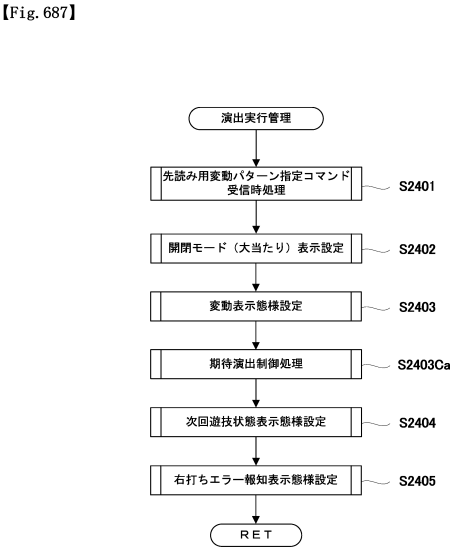 【Fig. 687】
演出実行管理
先読み用変動パターン指定コマンド
受信時処理
S2401
開閉モード（大当たり）表示設定
S2402
変動表示態様設定
S2403
期待演出制御処理
S2403Ca
次回遊技状態表示態様設定
S2404
右打ちエラー報知表示態様設定
S2405
ＲＥＴ